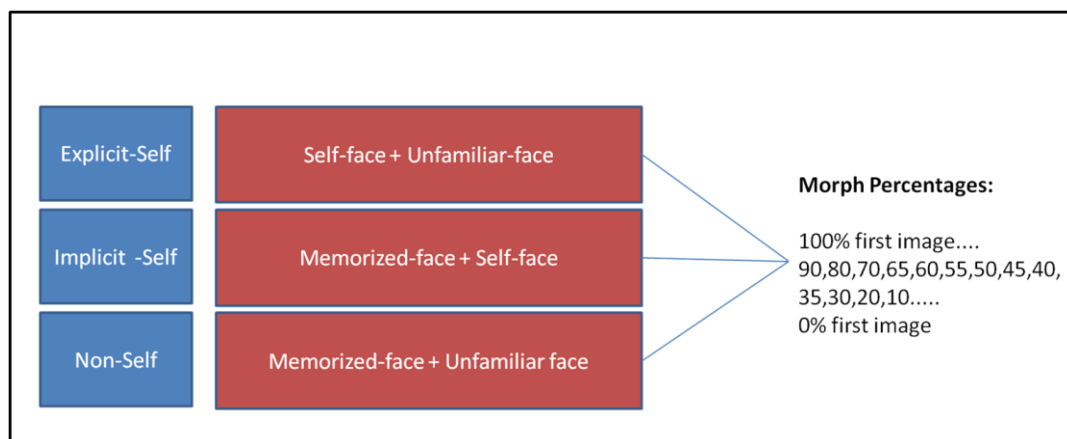 Explicit-Self
Self-face + Unfamiliar-face
Implicit -Self
Memorized-face + Self-face
Non-Self
Memorized-face + Unfamiliar face
Morph Percentages:
100% first image....
90,80,70,65,60,55,50,45,40,
35,30,20,10.....
0% first image